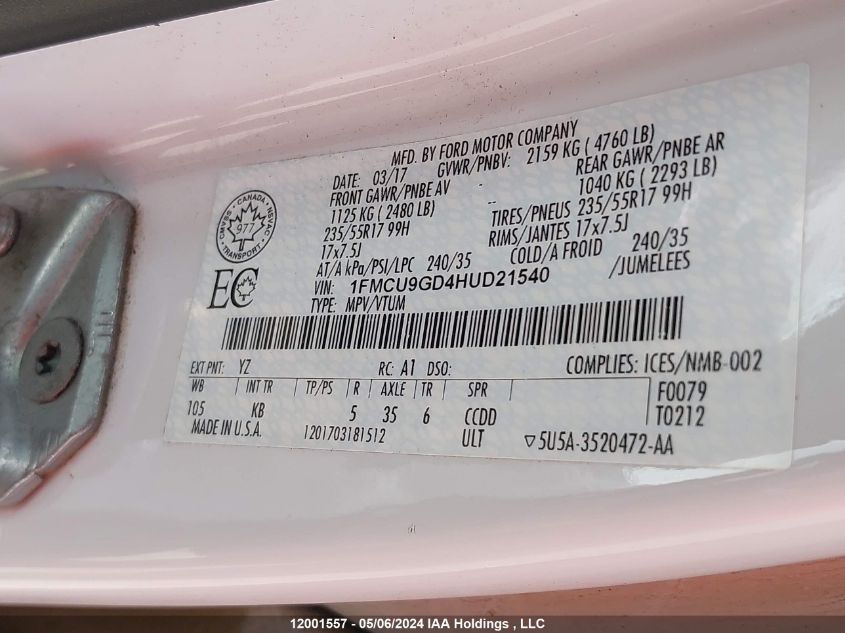 MFD. BY FORD MOTOR COMPANY
DATE: 03/17 GVWR/PNBV: 2159 KG ( 4760 LB)
FRONT GAWR/PNBE AV - REAR GAWR/PNBE AR
1125 KG ( 2480 LB) - 1040 KG ( 2293 LB)
235/55R17 99H TIRES/PNEUS 235/55R17 99H
17x7.5J RIMS/JANTES 17x7.5J
AT/A kPa/PSI/LPC 240/35 COLD/A FROID 240/35
VIN: 1FMCU9GD4HUD21540 /JUMELEES
TYPE: MPV/VTUM
CMVSS CANADA NSVAC
977
TRANSPORT
EC
EXT PNT: YZ RC: A1 DSO: COMPLIES: ICES/NMB-002
WB INT TR TP/PS R AXLE TR SPR F0079
105 KB 5 35 6 CCDD T0212
MADE IN U.S.A. 1201703181512 ULT ▽5U5A-3520472-AA
12001557 - 05/06/2024 IAA Holdings , LLC